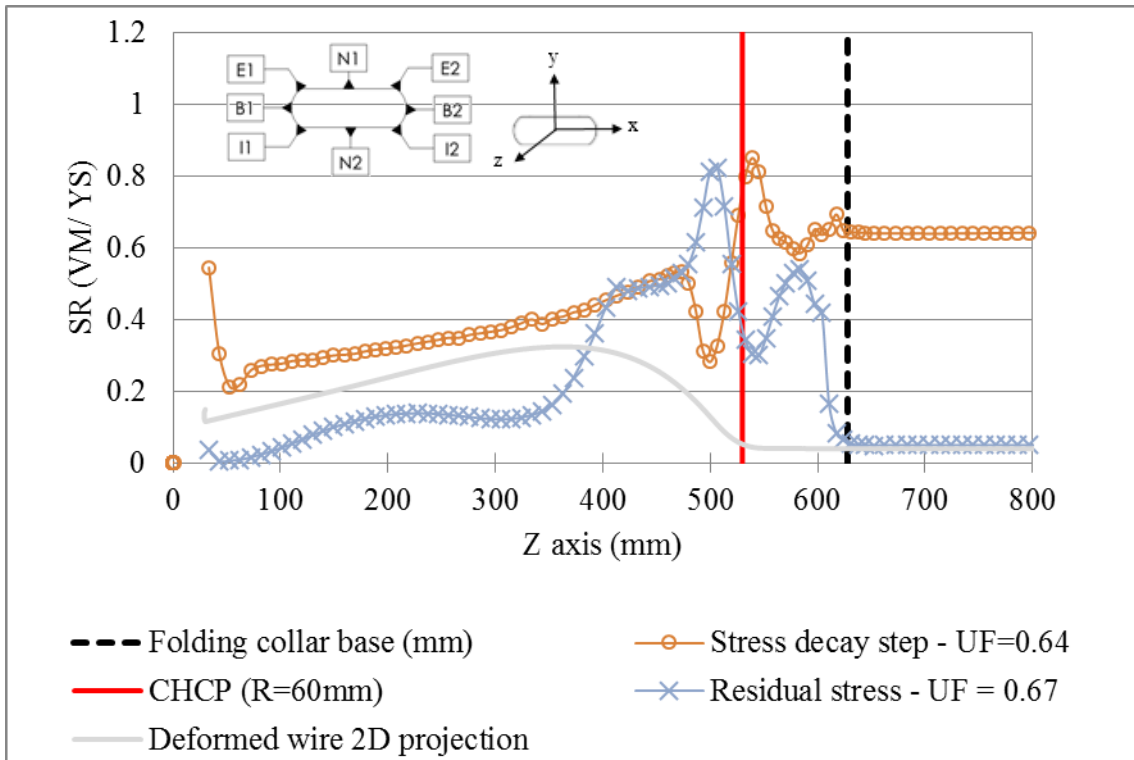 1.2
1
0.8
0.6
0.4
0.2
0
SR (VM/ YS)
E1
N1
E2
B1
B2
I1
N2
I2
y
x
z
0 100 200 300 400 500 600 700 800
Z axis (mm)
Folding collar base (mm)
Stress decay step - UF=0.64
CHCP (R=60mm)
Residual stress - UF = 0.67
Deformed wire 2D projection